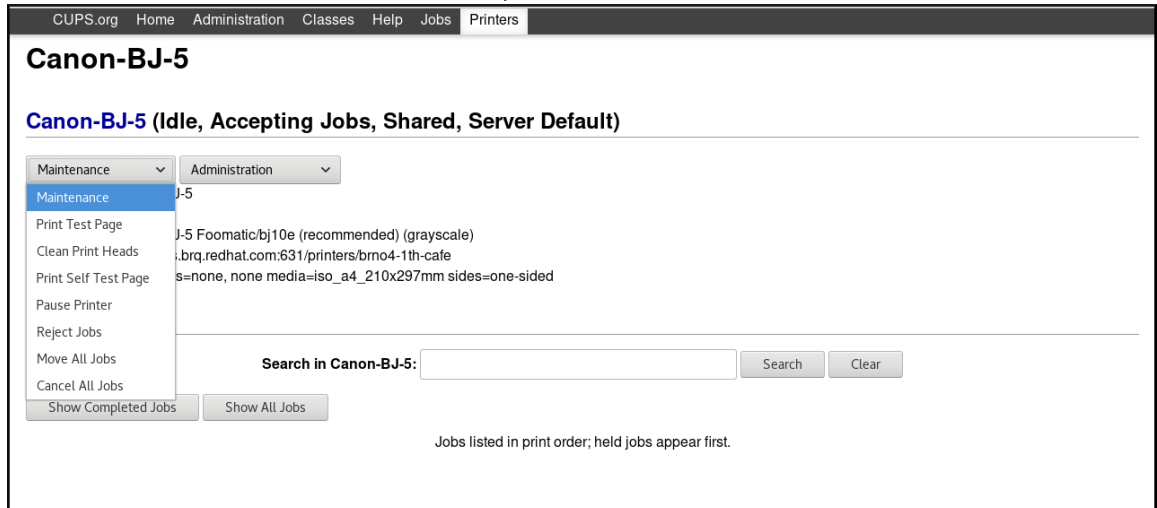 CUPS.org Home Administration Classes Help Jobs Printers
Canon-BJ-5
Canon-BJ-5 (Idle, Accepting Jobs, Shared, Server Default)
Maintenance Administration
Maintenance
J-5
Print Test Page
J-5 Foomatic/bj10e (recommended) (grayscale)
Clean Print Heads
.brq.redhat.com:631/printers/brno4-1th-cafe
Print Self Test Page
s=none, none media=iso_a4_210x297mm sides=one-sided
Pause Printer
Reject Jobs
Move All Jobs
Search in Canon-BJ-5: Search Clear
Cancel All Jobs
Show Completed Jobs Show All Jobs
Jobs listed in print order; held jobs appear first.